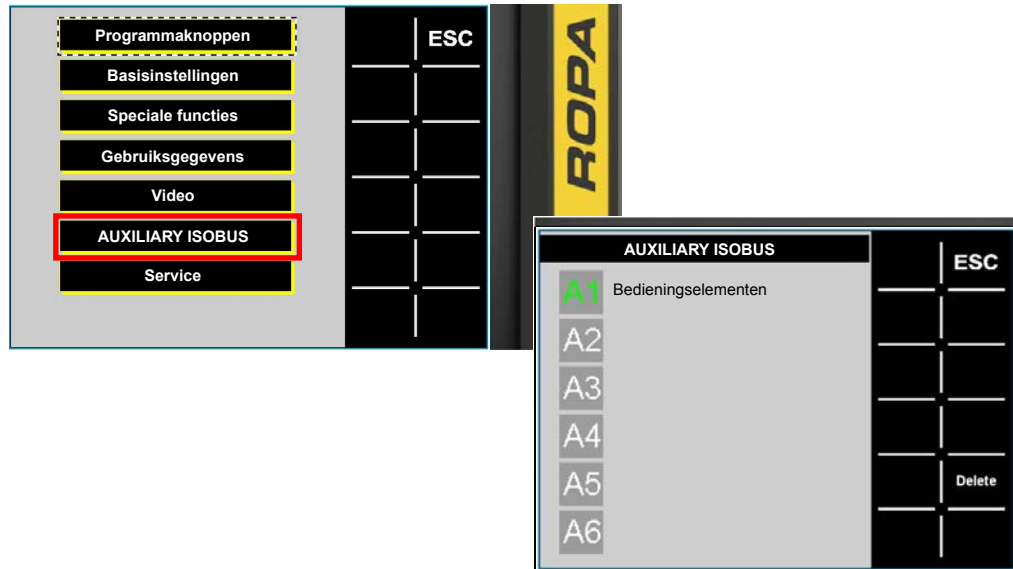 Programmaknoppen
ESC
Basisinstellingen
Speciale functies
Gebruiksgegevens
Video
AUXILIARY ISOBUS
Service
ROPA
AUXILIARY ISOBUS
ESC
A1 Bedieningselementen
A2
A3
A4
A5
Delete
A6